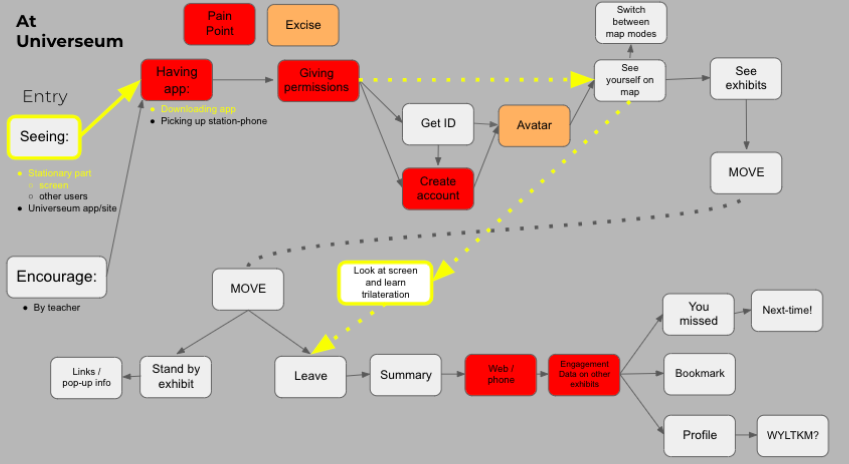 At
Universeum
Pain
Point
Excise
Switch
between
map modes
Having
app:
Giving
permissions
See
yourself on
map
See
exhibits
Entry
● Downloading app
● Picking up station-phone
Seeing:
Get ID
Avatar
● Stationary part
○ screen
○ other users
● Universeum app/site
Create
account
MOVE
Encourage:
● By teacher
MOVE
Look at screen
and learn
trilateration
You
missed
Next-time!
Links /
pop-up info
Stand by
exhibit
Leave
Summary
Web /
phone
Engagement
Data on other
exhibits
Bookmark
Profile
WYLTKM?